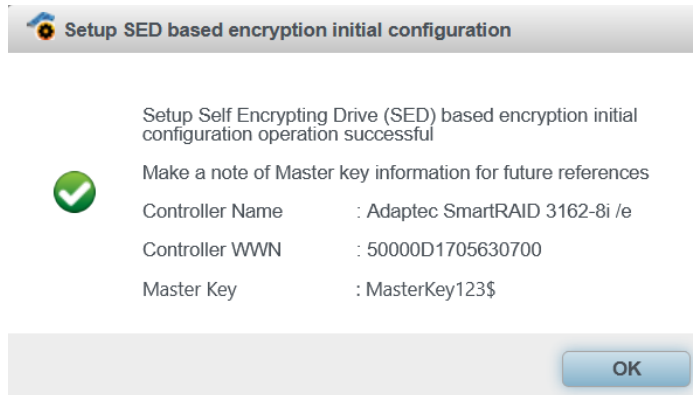 Setup SED based encryption initial configuration
Setup Self Encrypting Drive (SED) based encryption initial
configuration operation successful
Make a note of Master key information for future references
Controller Name : Adaptec SmartRAID 3162-8i /e
Controller WWN : 50000D1705630700
Master Key : MasterKey123$
OK